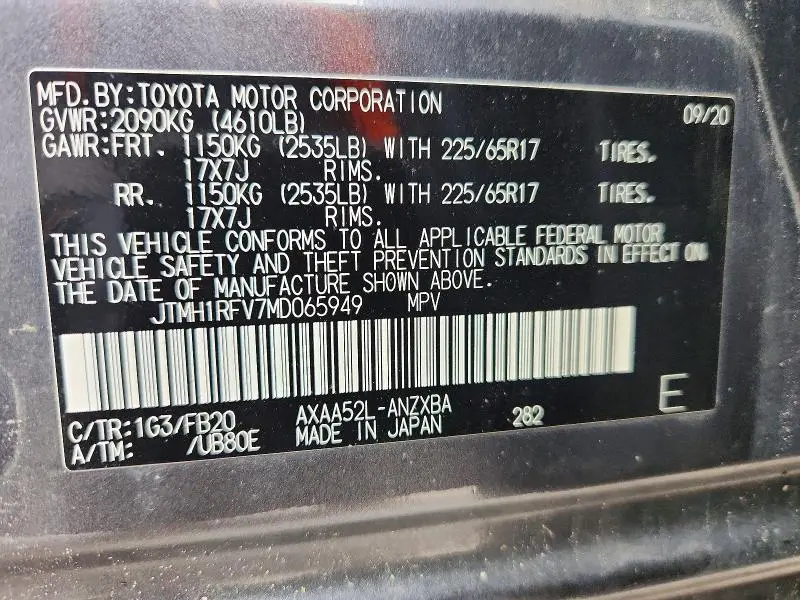 MFD. BY: TOYOTA MOTOR CORPORATION 09/20
GVWR: 2090KG (4610LB)
GAWR: FRT. 1150KG (2535LB) WITH 225/65R17 TIRES.
17X7J RIMS.
RR. 1150KG (2535LB) WITH 225/65R17 TIRES.
17X7J RIMS.
THIS VEHICLE CONFORMS TO ALL APPLICABLE FEDERAL MOTOR
VEHICLE SAFETY AND THEFT PREVENTION STANDARDS IN EFFECT ON
THE DATE OF MANUFACTURE SHOWN ABOVE.
JTMH1RFV7MD065949 MPV
C/TR: 1G3/FB20 AXAA52L-ANZXBA 282 E
A/TM: /UB80E MADE IN JAPAN